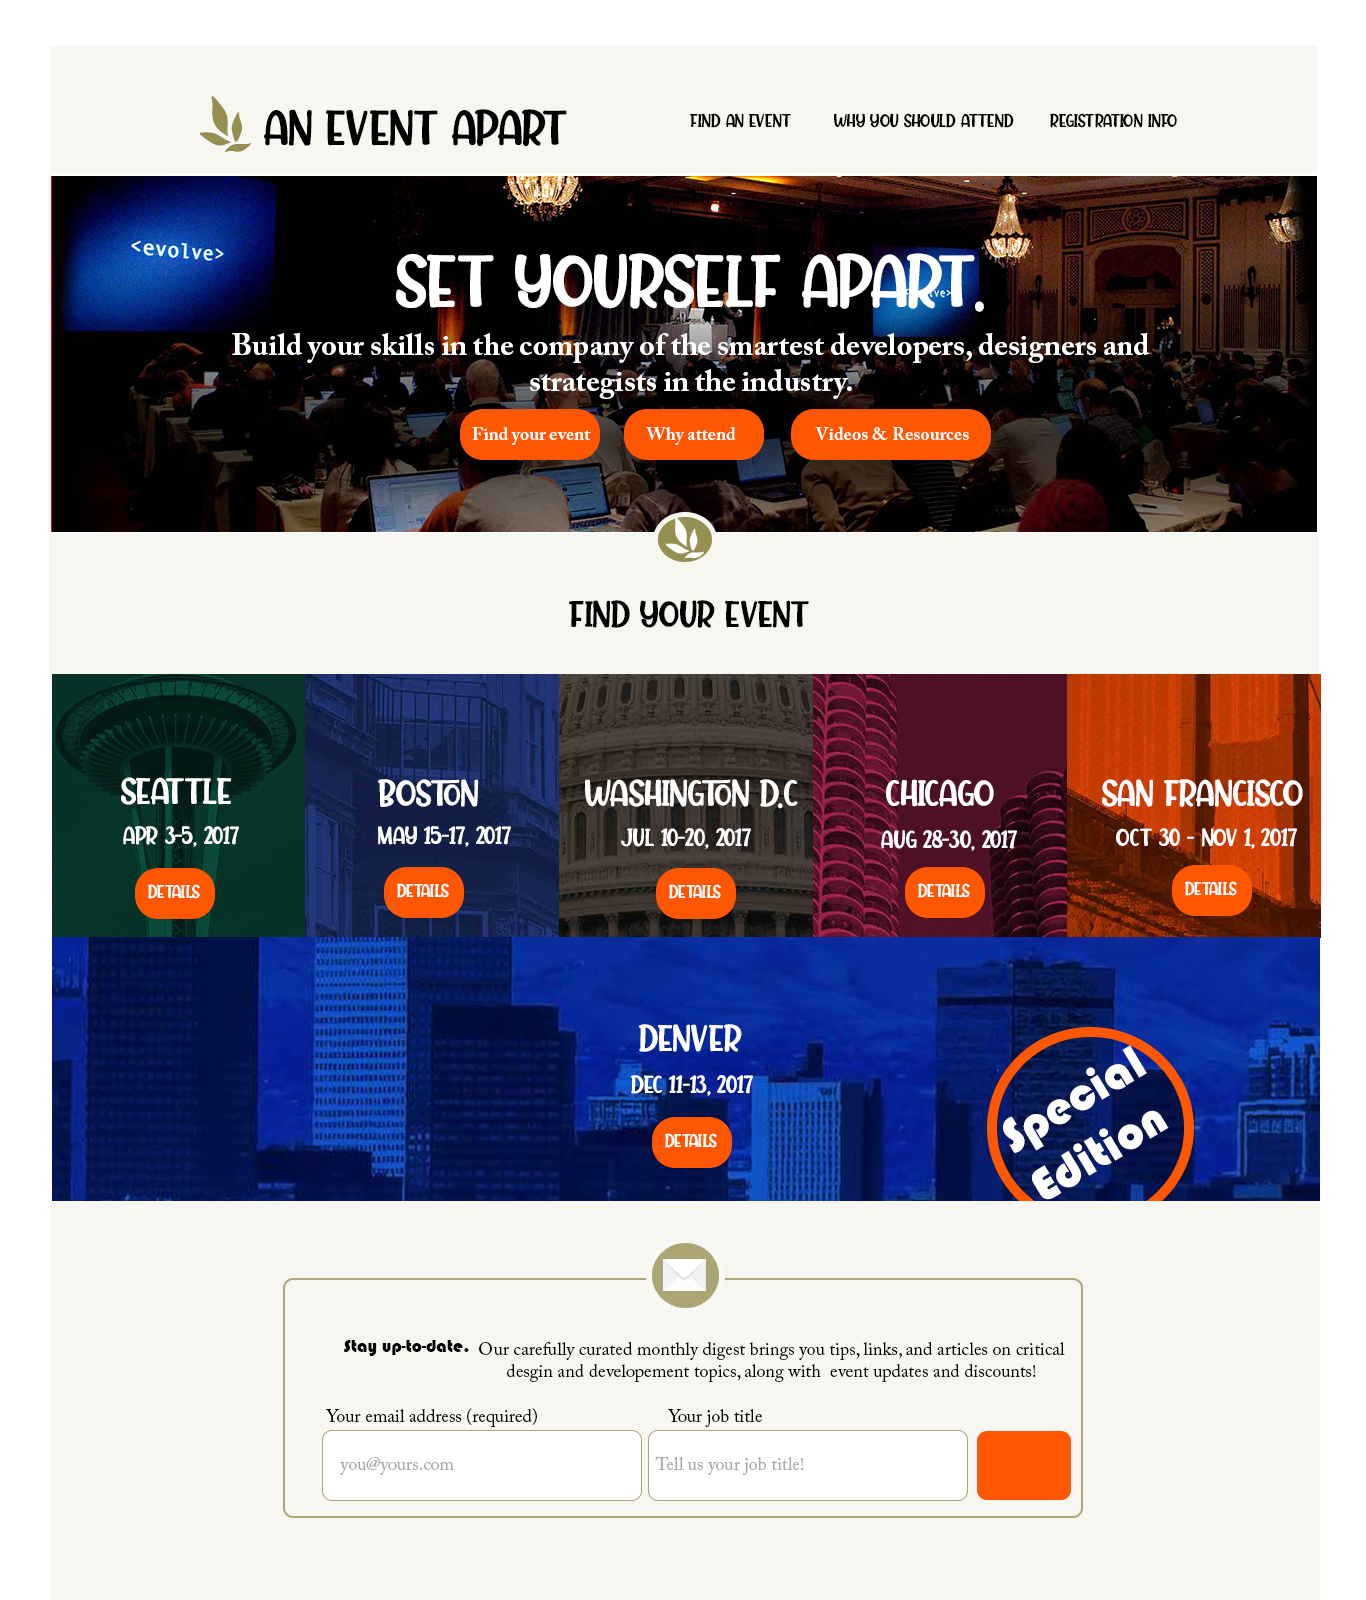 AN EVENT APART
FIND AN EVENT
WHY YOU SHOULD ATTEND
REGISTRATION INFO
<evolve>
SET YOURSELF APART.
Build your skills in the company of the smartest developers, designers and
strategists in the industry.
Find your event
Why attend
Videos & Resources
FIND YOUR EVENT
SEATTLE
APR 3-5, 2017
DETAILS
BOSTON
MAY 15-17, 2017
DETAILS
WASHINGTON D.C
JUL 10-20, 2017
DETAILS
CHICAGO
AUG 28-30, 2017
DETAILS
SAN FRANCISCO
OCT 30 - NOV 1, 2017
DETAILS
DENVER
DEC 11-13, 2017
DETAILS
Special
Edition
Stay up-to-date. Our carefully curated monthly digest brings you tips, links, and articles on critical
desgin and developement topics, along with event updates and discounts!
Your email address (required)
Your job title
you@yours.com
Tell us your job title!